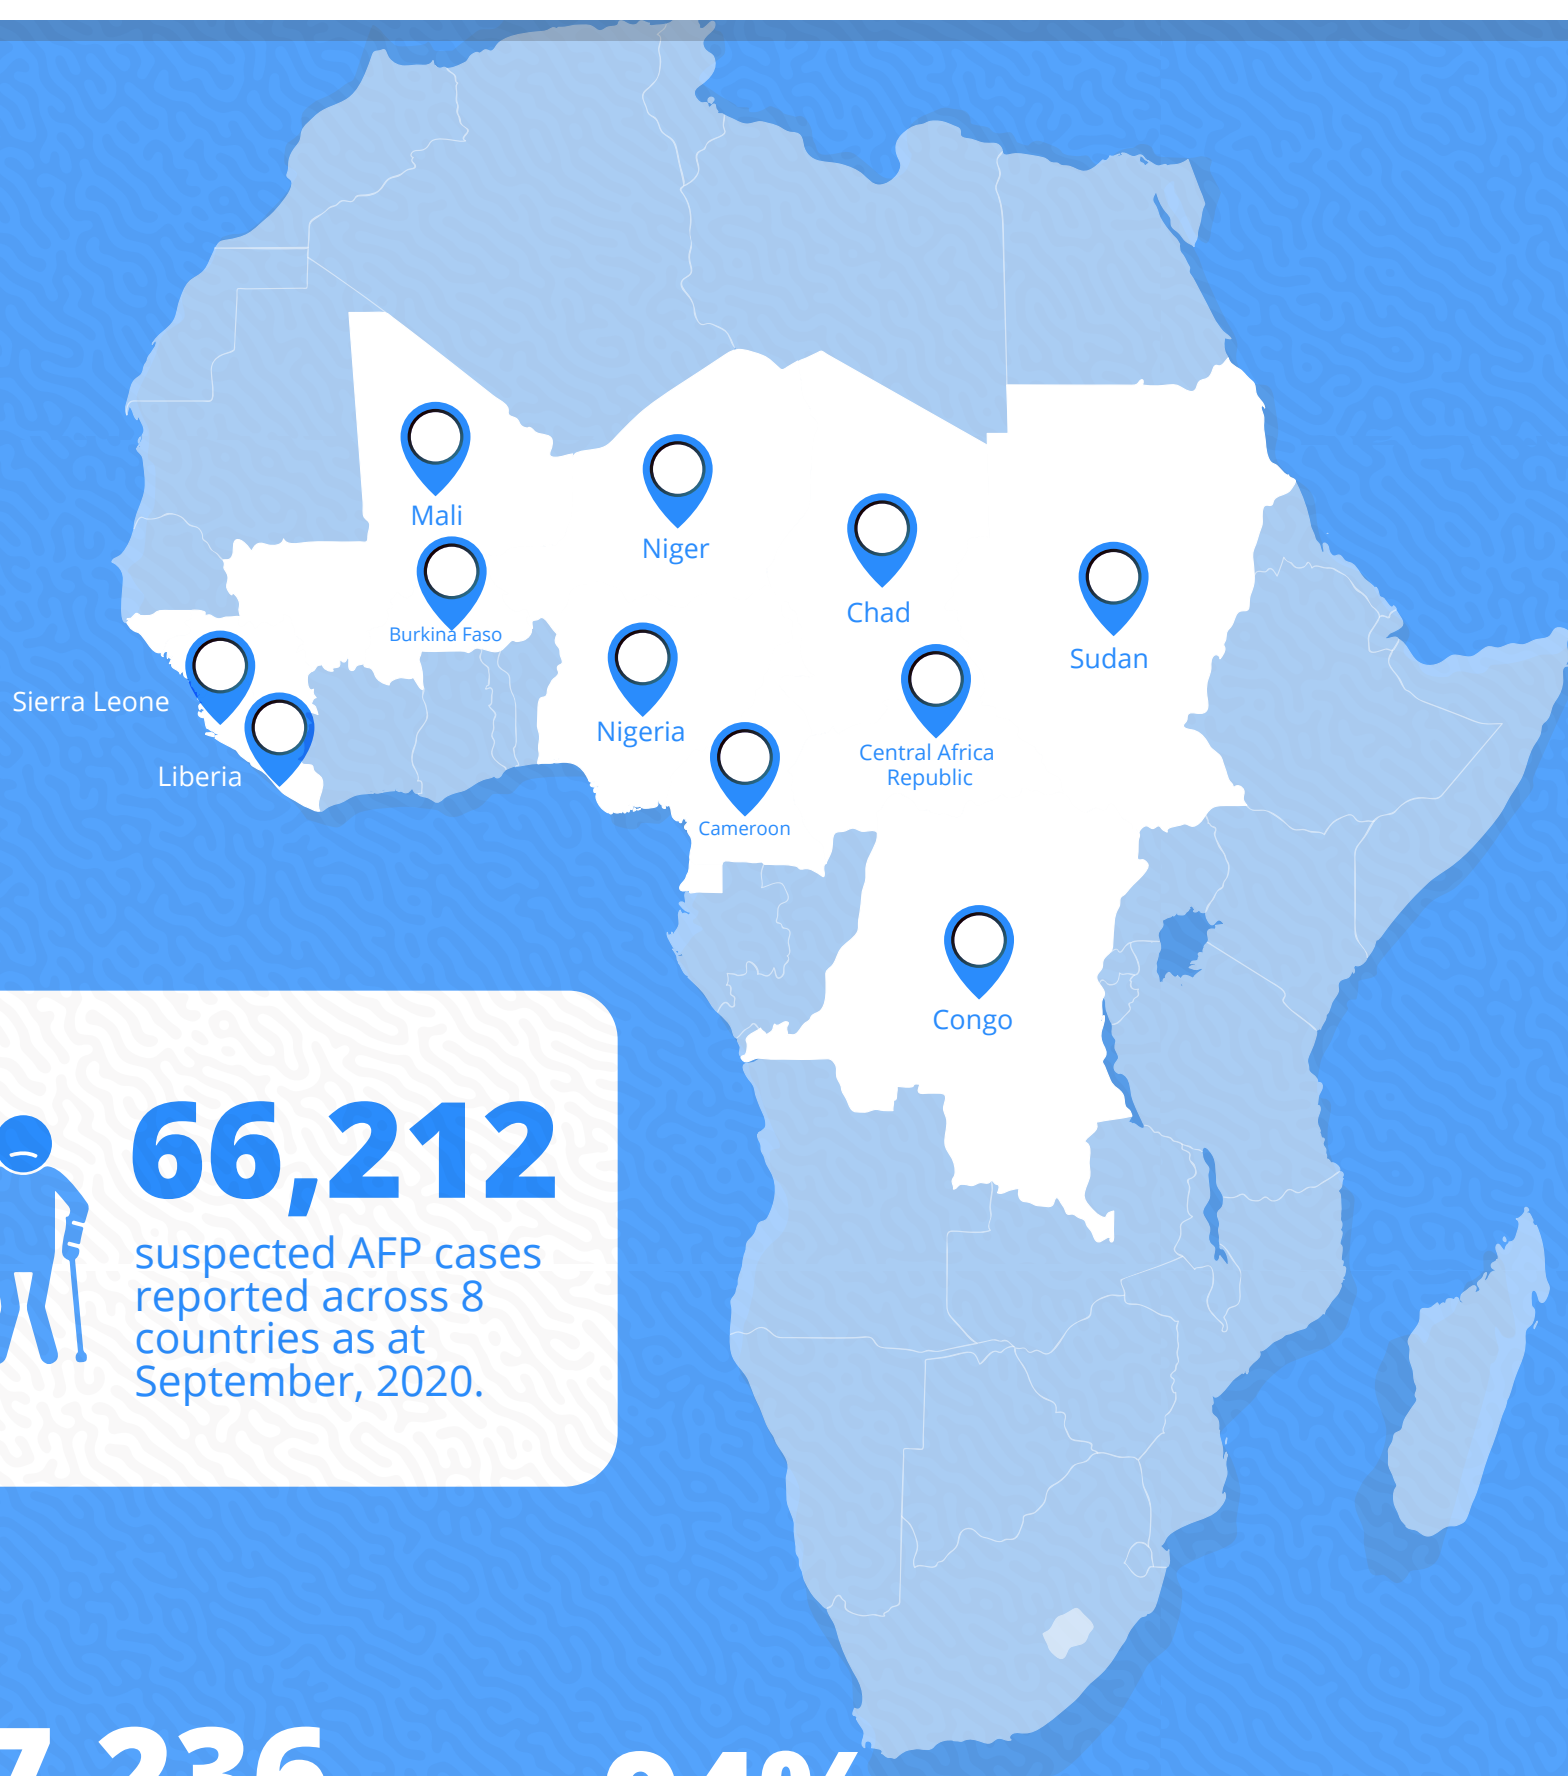 Mali
Niger
Chad
Burkina Faso
Sudan
Sierra Leone
Nigeria
Central Africa
Republic
Liberia
Cameroon
Congo
66,212
suspected AFP cases
reported across 8
countries as at
September, 2020.